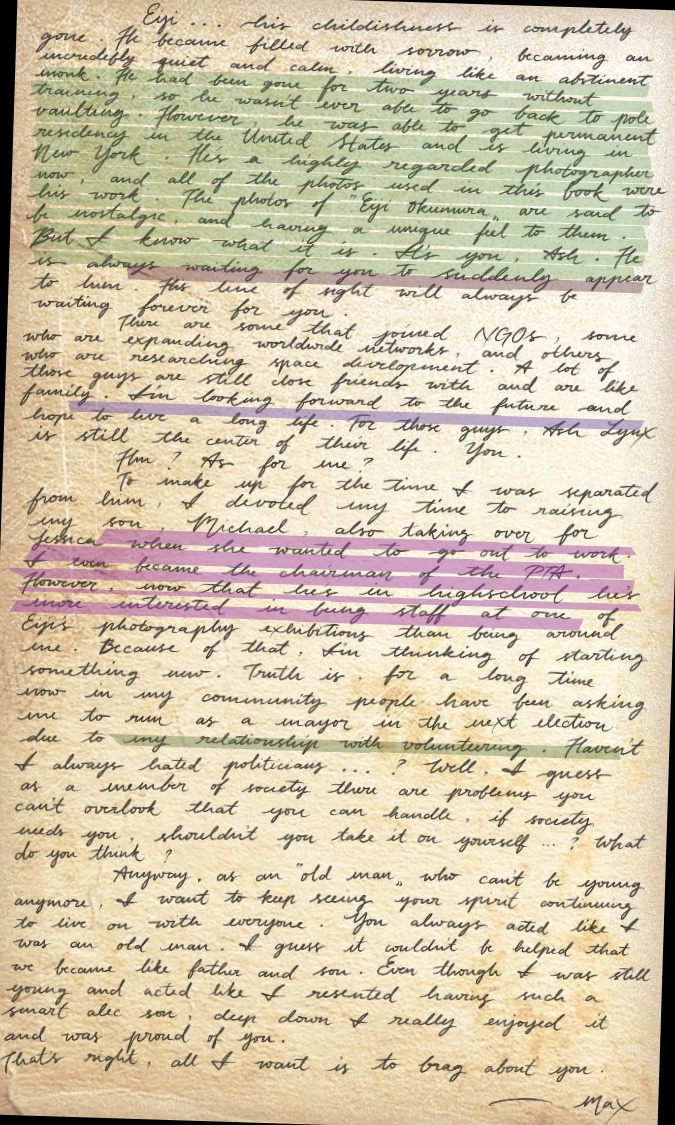 Eiji ... his childishness is completely
gone. He became filled with sorrow, becoming an
incredibly quiet and calm, living like an abstinent
monk. He had been gone for two years without
training, so he wasn't ever able to go back to pole
vaulting. However, he was able to get permanent
residency in the United States and is living in
New York. He's a highly regarded photographer
now, and all of the photos used in this book were
his work. The photos of "Eiji Okumura" are said to
be nostalgic, and having a unique feel to them.
But I know what it is. It's you, Ash. He
is always waiting for you to suddenly appear
to him. His line of sight will always be
waiting forever for you.
There are some that joined NGOs, some
who are expanding worldwide networks, and others
who are researching space development. A lot of
those guys are still close friends with and are like
family. I'm looking forward to the future and
hope to live a long life. For those guys, Ash Lynx
is still the center of their life. You.
Hm? As for me?
To make up for the time I was separated
from him, I devoted my time to raising
my son, Michael, also taking over for
Jessica when she wanted to go out to work.
I even became the chairman of the PTA.
However, now that he's in highschool he's
more interested in being staff at one of
Eiji's photography exhibitions than being around
me. Because of that, I'm thinking of starting
something new. Truth is, for a long time
now in my community people have been asking
me to run as a mayor in the next election
due to my relationship with volunteering. Haven't
I always hated politicians ... ? Well, I guess
as a member of society there are problems you
can't overlook that you can handle, if society
needs you, shouldn't you take it on yourself ... ? What
do you think?
Anyway, as an "old man" who can't be young
anymore, I want to keep seeing your spirit continuing
to live on with everyone. You always acted like I
was an old man. I guess it couldn't be helped that
we became like father and son. Even though I was still
young and acted like I resented having such a
smart alec son, deep down I really enjoyed it
and was proud of you.
That's right, all I want is to brag about you.
— Max